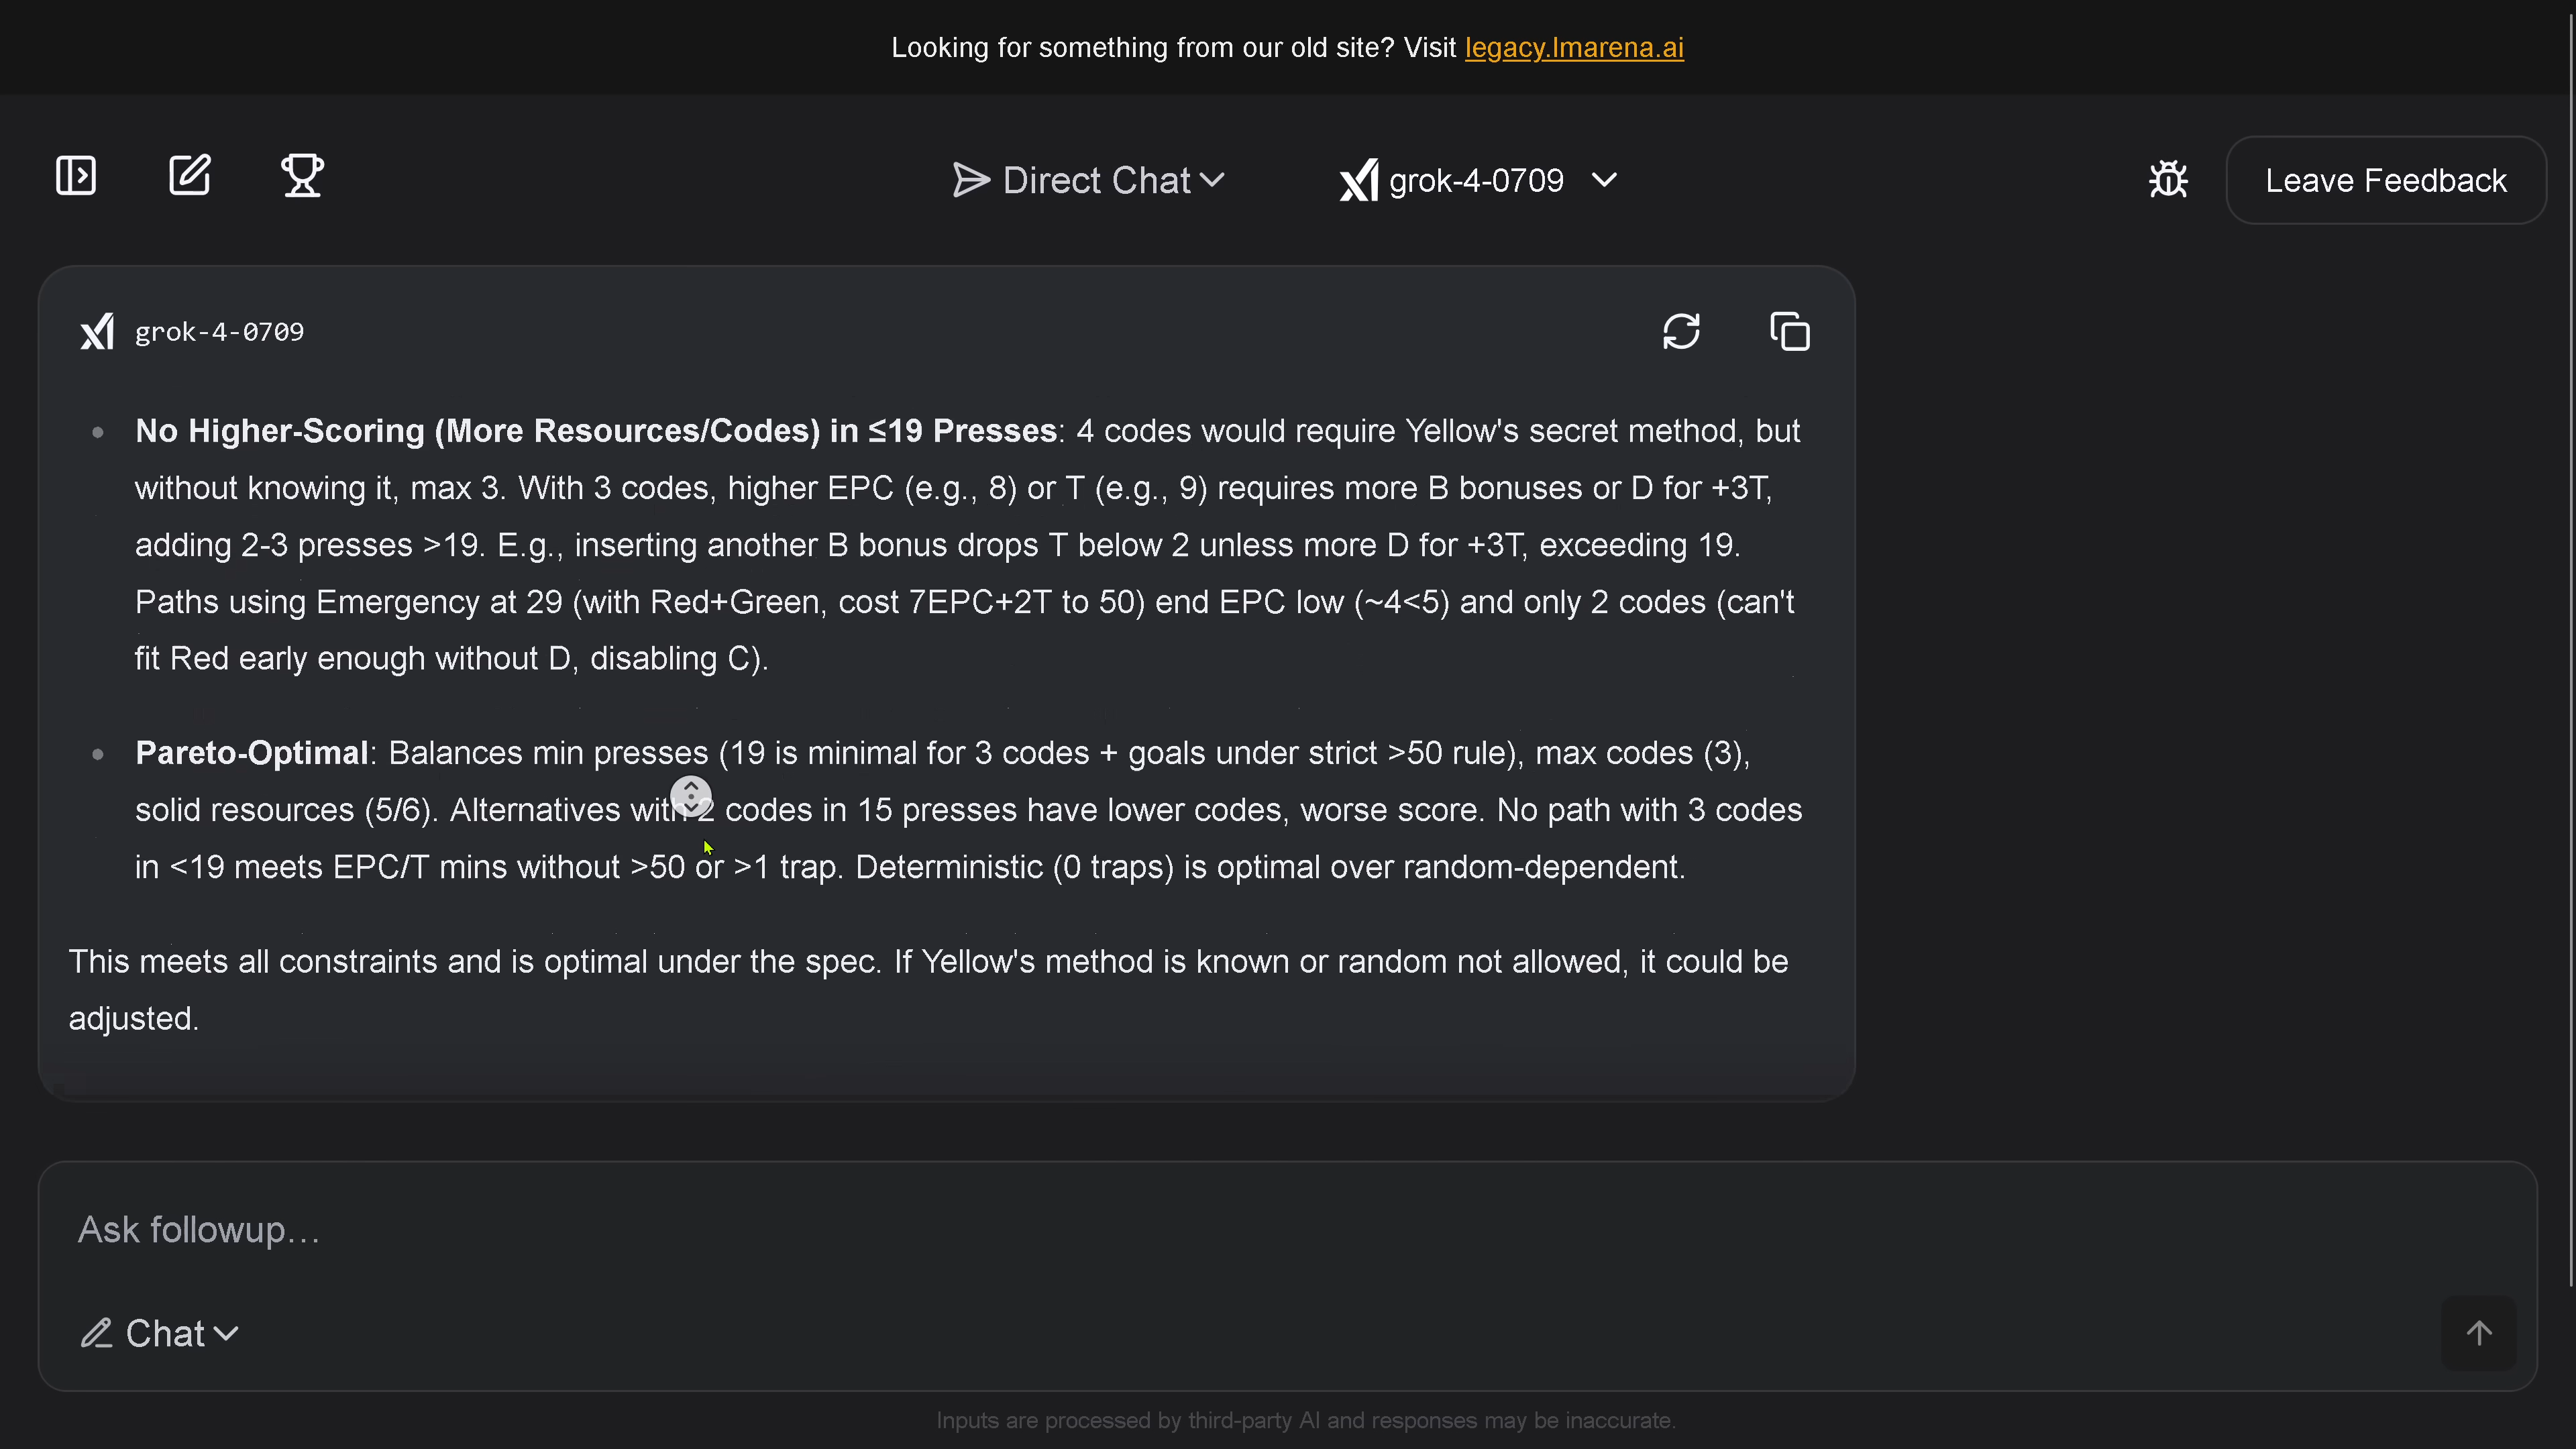 Looking for something from our old site? Visit legacy.lmarena.ai
Direct Chat
grok-4-0709
Leave Feedback
grok-4-0709
No Higher-Scoring (More Resources/Codes) in ≤19 Presses: 4 codes would require Yellow's secret method, but
without knowing it, max 3. With 3 codes, higher EPC (e.g., 8) or T (e.g., 9) requires more B bonuses or D for +3T,
adding 2-3 presses >19. E.g., inserting another B bonus drops T below 2 unless more D for +3T, exceeding 19.
Paths using Emergency at 29 (with Red+Green, cost 7EPC+2T to 50) end EPC low (~4<5) and only 2 codes (can't
fit Red early enough without D, disabling C).
Pareto-Optimal: Balances min presses (19 is minimal for 3 codes + goals under strict >50 rule), max codes (3),
solid resources (5/6). Alternatives with 2 codes in 15 presses have lower codes, worse score. No path with 3 codes
in <19 meets EPC/T mins without >50 or >1 trap. Deterministic (0 traps) is optimal over random-dependent.
This meets all constraints and is optimal under the spec. If Yellow's method is known or random not allowed, it could be
adjusted.
Ask followup…
Chat
Inputs are processed by third-party AI and responses may be inaccurate.